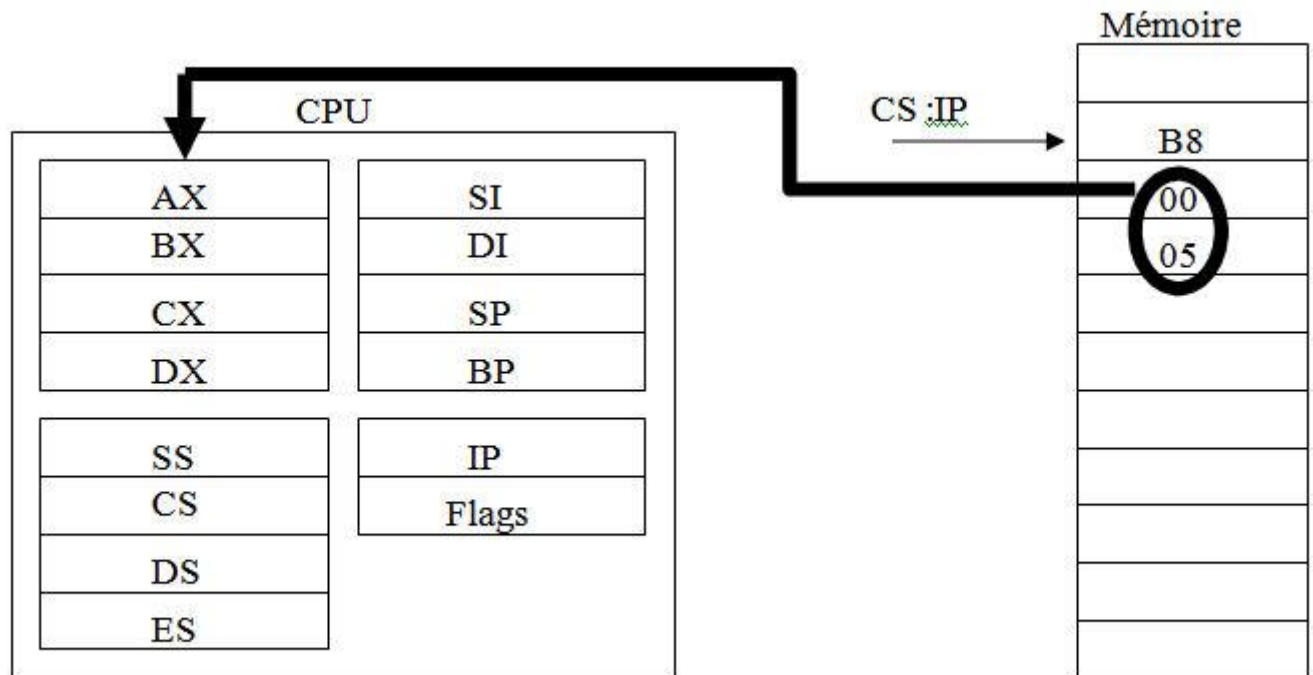 Mémoire
CPU
CS :IP
B8
00
05
AX
BX
CX
DX
SI
DI
SP
BP
SS
CS
DS
ES
IP
Flags